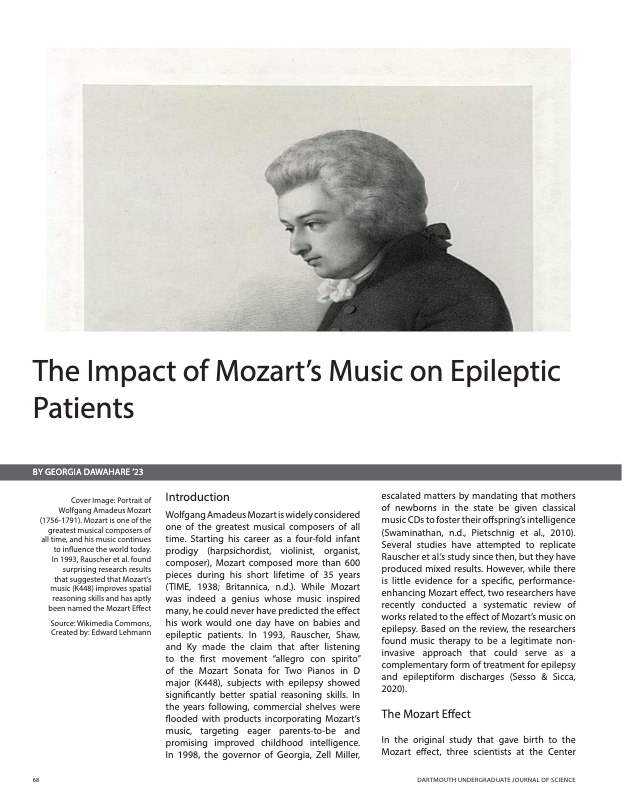 The Impact of Mozart’s Music on Epileptic
Patients
BY GEORGIA DAWAHARE ’23
Cover Image: Portrait of
Wolfgang Amadeus Mozart
(1756-1791). Mozart is one of the
greatest musical composers of
all time, and his music continues
to influence the world today.
In 1993, Rauscher et al. found
surprising research results
that suggested that Mozart’s
music (K448) improves spatial
reasoning skills and has aptly
been named the Mozart Effect
Source: Wikimedia Commons,
Created by: Edward Lehmann
Introduction
Wolfgang Amadeus Mozart is widely considered
one of the greatest musical composers of all
time. Starting his career as a four-fold infant
prodigy (harpsichordist, violinist, organist,
composer), Mozart composed more than 600
pieces during his short lifetime of 35 years
(TIME, 1938; Britannica, n.d.). While Mozart
was indeed a genius whose music inspired
many, he could never have predicted the effect
his work would one day have on babies and
epileptic patients. In 1993, Rauscher, Shaw,
and Ky made the claim that after listening
to the first movement “allegro con spirito”
of the Mozart Sonata for Two Pianos in D
major (K448), subjects with epilepsy showed
significantly better spatial reasoning skills. In
the years following, commercial shelves were
flooded with products incorporating Mozart’s
music, targeting eager parents-to-be and
promising improved childhood intelligence.
In 1998, the governor of Georgia, Zell Miller,
escalated matters by mandating that mothers
of newborns in the state be given classical
music CDs to foster their offspring’s intelligence
(Swaminathan, n.d., Pietschnig et al., 2010).
Several studies have attempted to replicate
Rauscher et al.’s study since then, but they have
produced mixed results. However, while there
is little evidence for a specific, performance-
enhancing Mozart effect, two researchers have
recently conducted a systematic review of
works related to the effect of Mozart’s music on
epilepsy. Based on the review, the researchers
found music therapy to be a legitimate non-
invasive approach that could serve as a
complementary form of treatment for epilepsy
and epileptiform discharges (Sesso & Sicca,
2020).
The Mozart Effect
In the original study that gave birth to the
Mozart effect, three scientists at the Center
68
DARTMOUTH UNDERGRADUATE JOURNAL OF SCIENCE